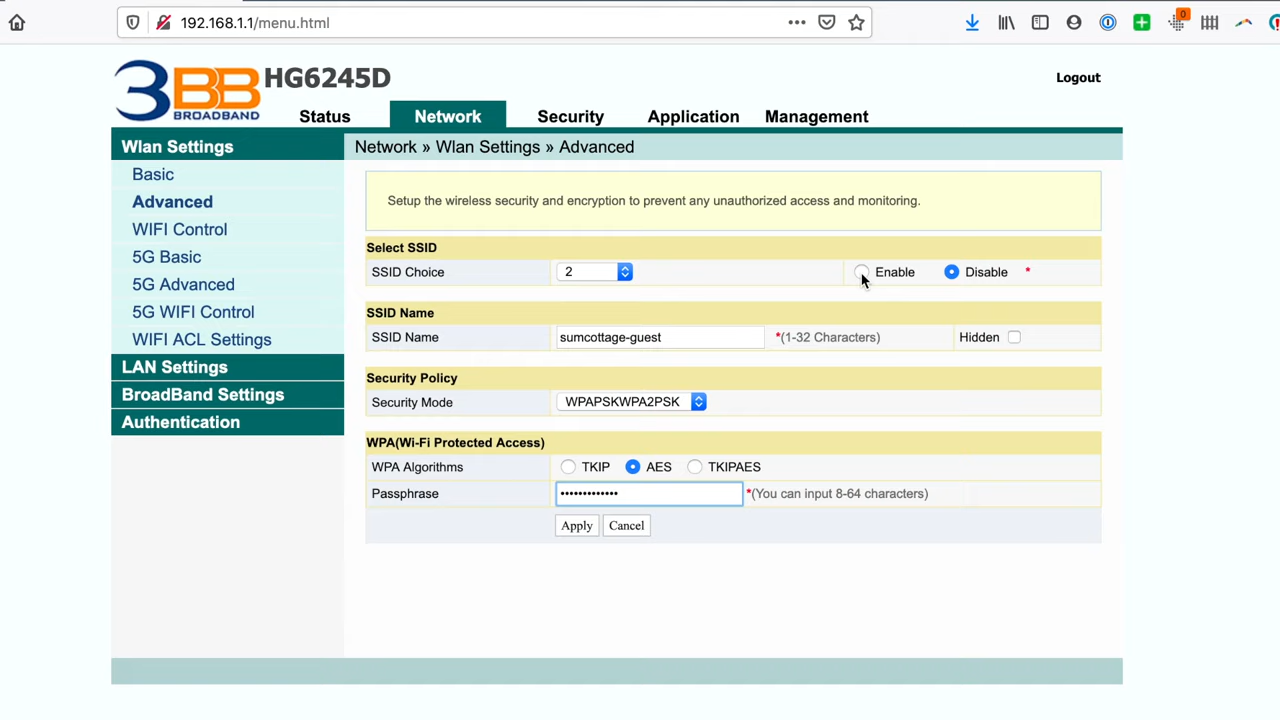 192.168.1.1/menu.html
0
3BB BROADBAND HG6245D
Logout
Status Network Security Application Management
Wlan Settings
Network » Wlan Settings » Advanced
Basic
Advanced
WIFI Control
5G Basic
5G Advanced
5G WIFI Control
WIFI ACL Settings
LAN Settings
BroadBand Settings
Authentication
Setup the wireless security and encryption to prevent any unauthorized access and monitoring.
Select SSID
SSID Choice 2 Enable Disable *
SSID Name
SSID Name sumcottage-guest *(1-32 Characters) Hidden
Security Policy
Security Mode WPAPSKWPA2PSK
WPA(Wi-Fi Protected Access)
WPA Algorithms TKIP AES TKIPAES
Passphrase ••••••••••••• *(You can input 8-64 characters)
Apply Cancel